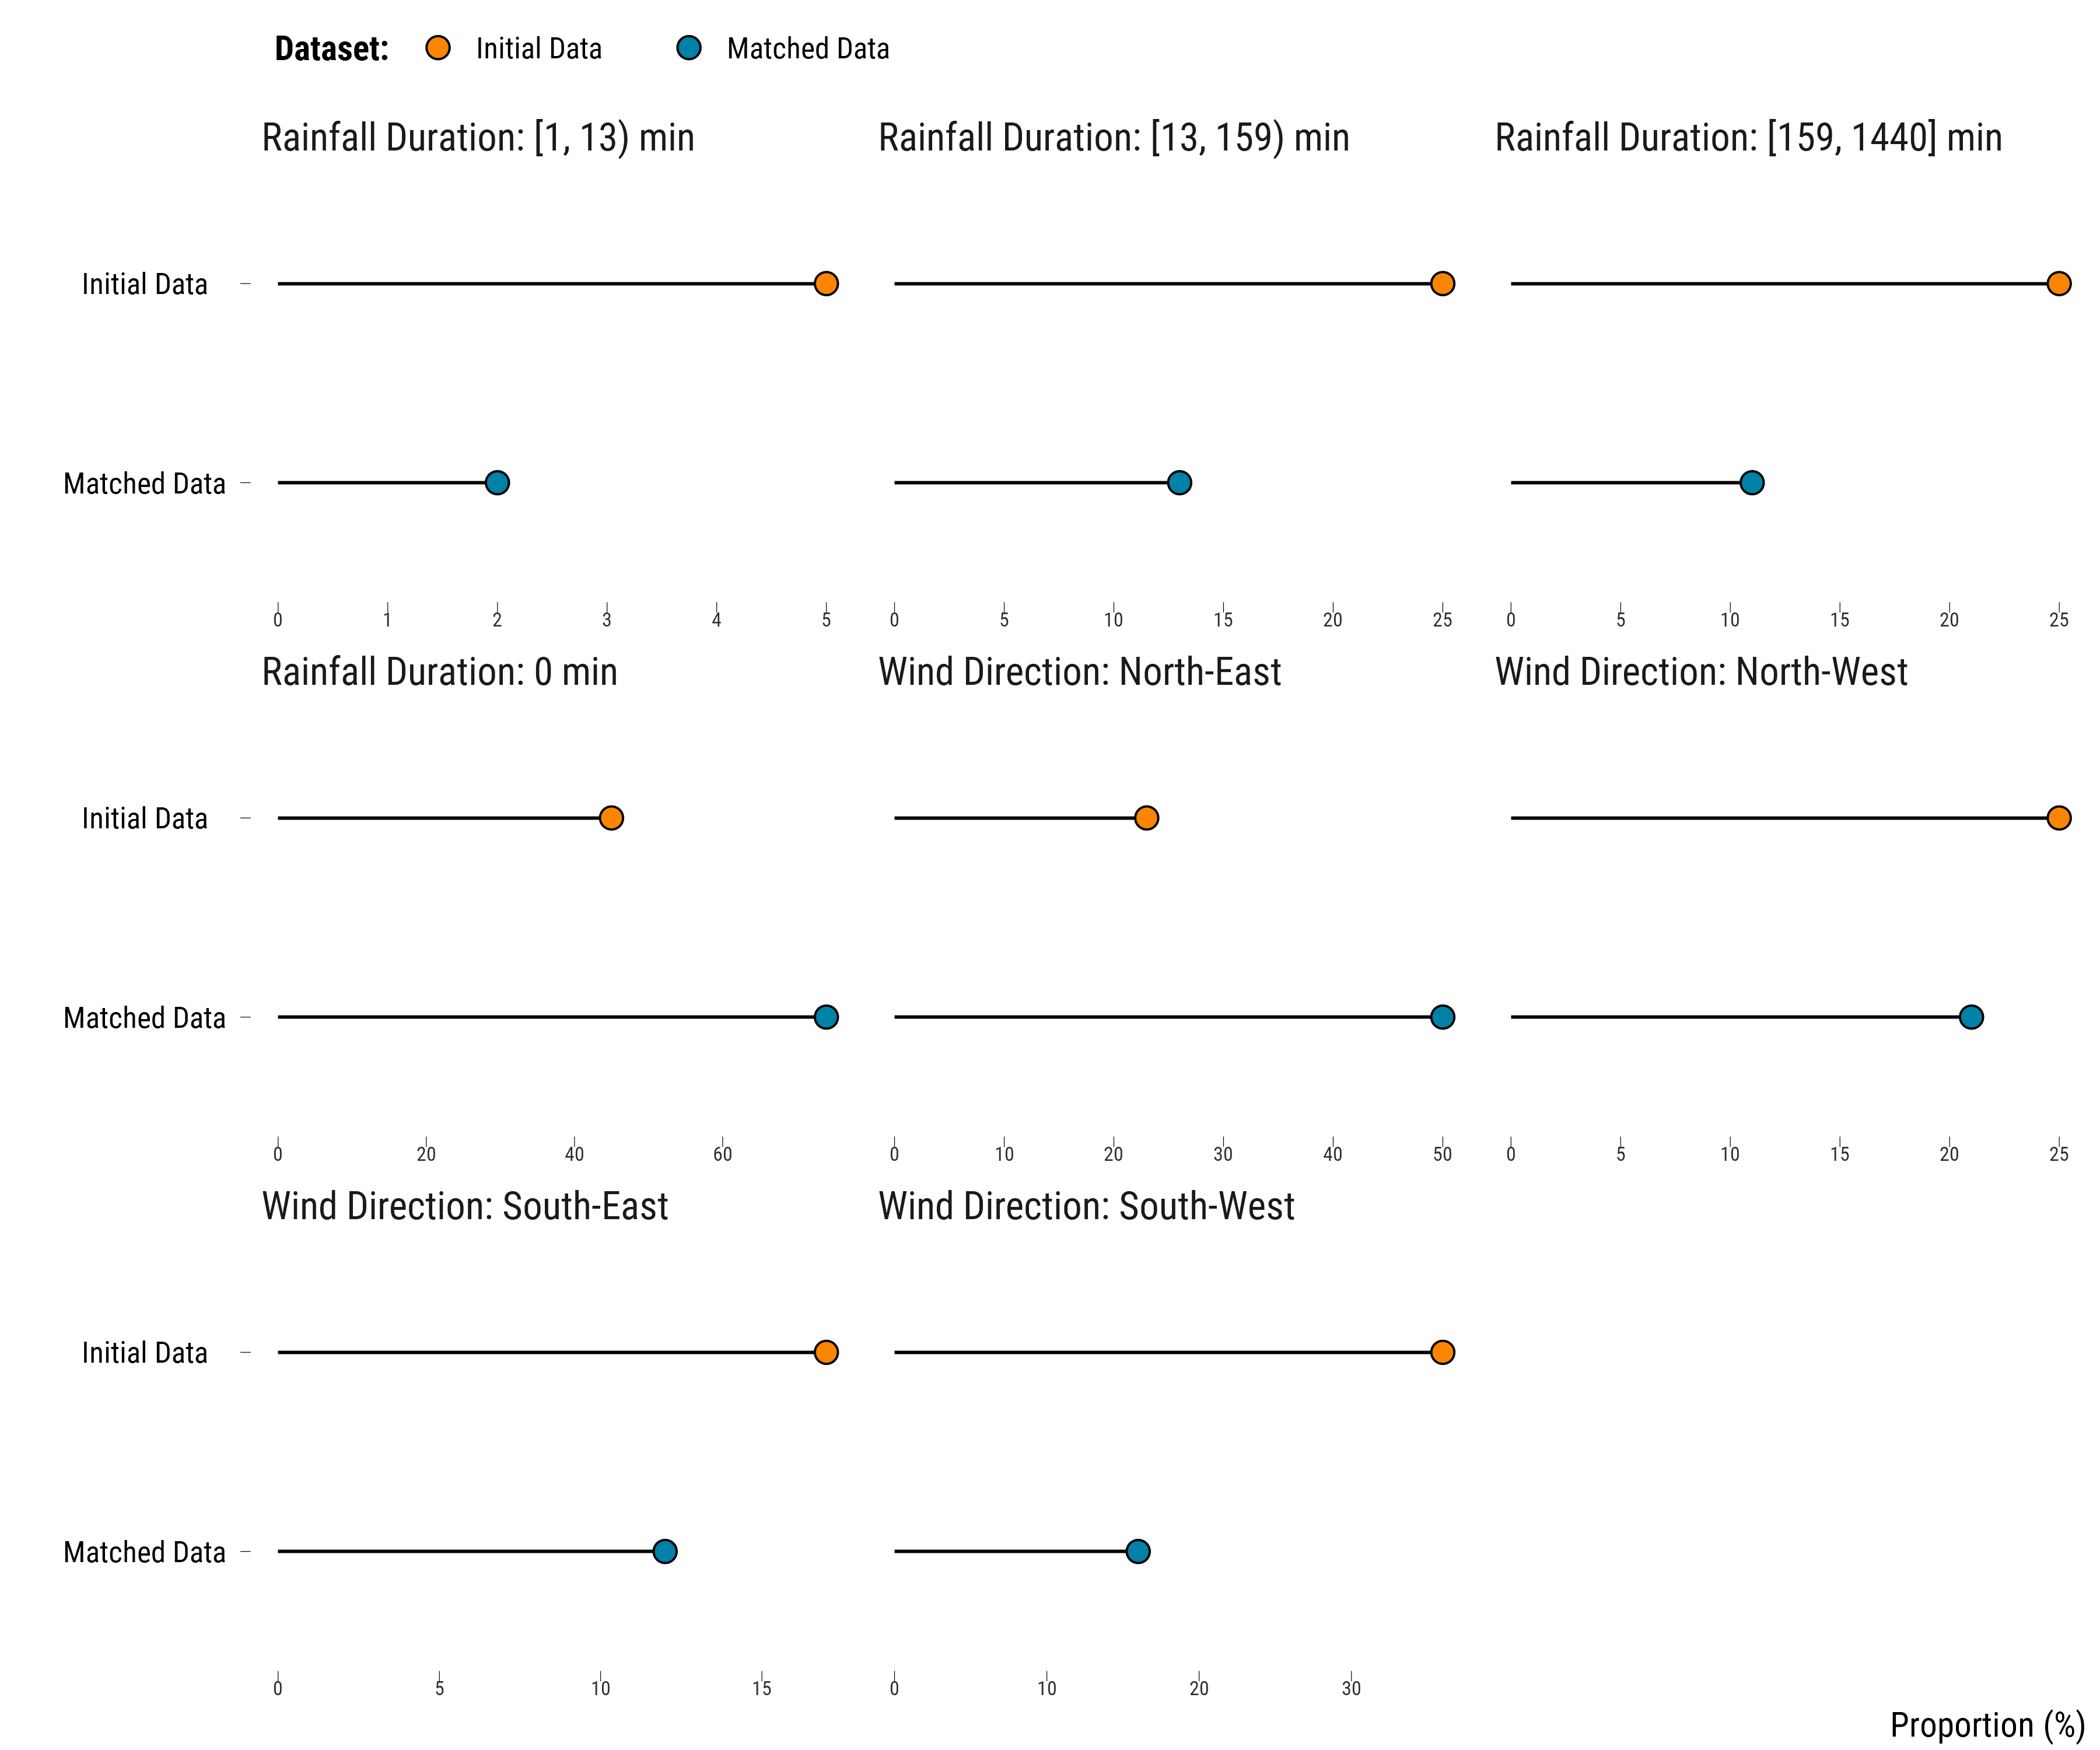 Dataset: Initial Data Matched Data
Rainfall Duration: [1, 13) min Rainfall Duration: [13, 159) min Rainfall Duration: [159, 1440] min
Initial Data
Matched Data
0 1 2 3 4 5 0 5 10 15 20 25 0 5 10 15 20 25
Rainfall Duration: 0 min Wind Direction: North-East Wind Direction: North-West
Initial Data
Matched Data
0 20 40 60 0 10 20 30 40 50 0 5 10 15 20 25
Wind Direction: South-East Wind Direction: South-West
Initial Data
Matched Data
0 5 10 15 0 10 20 30
Proportion (%)